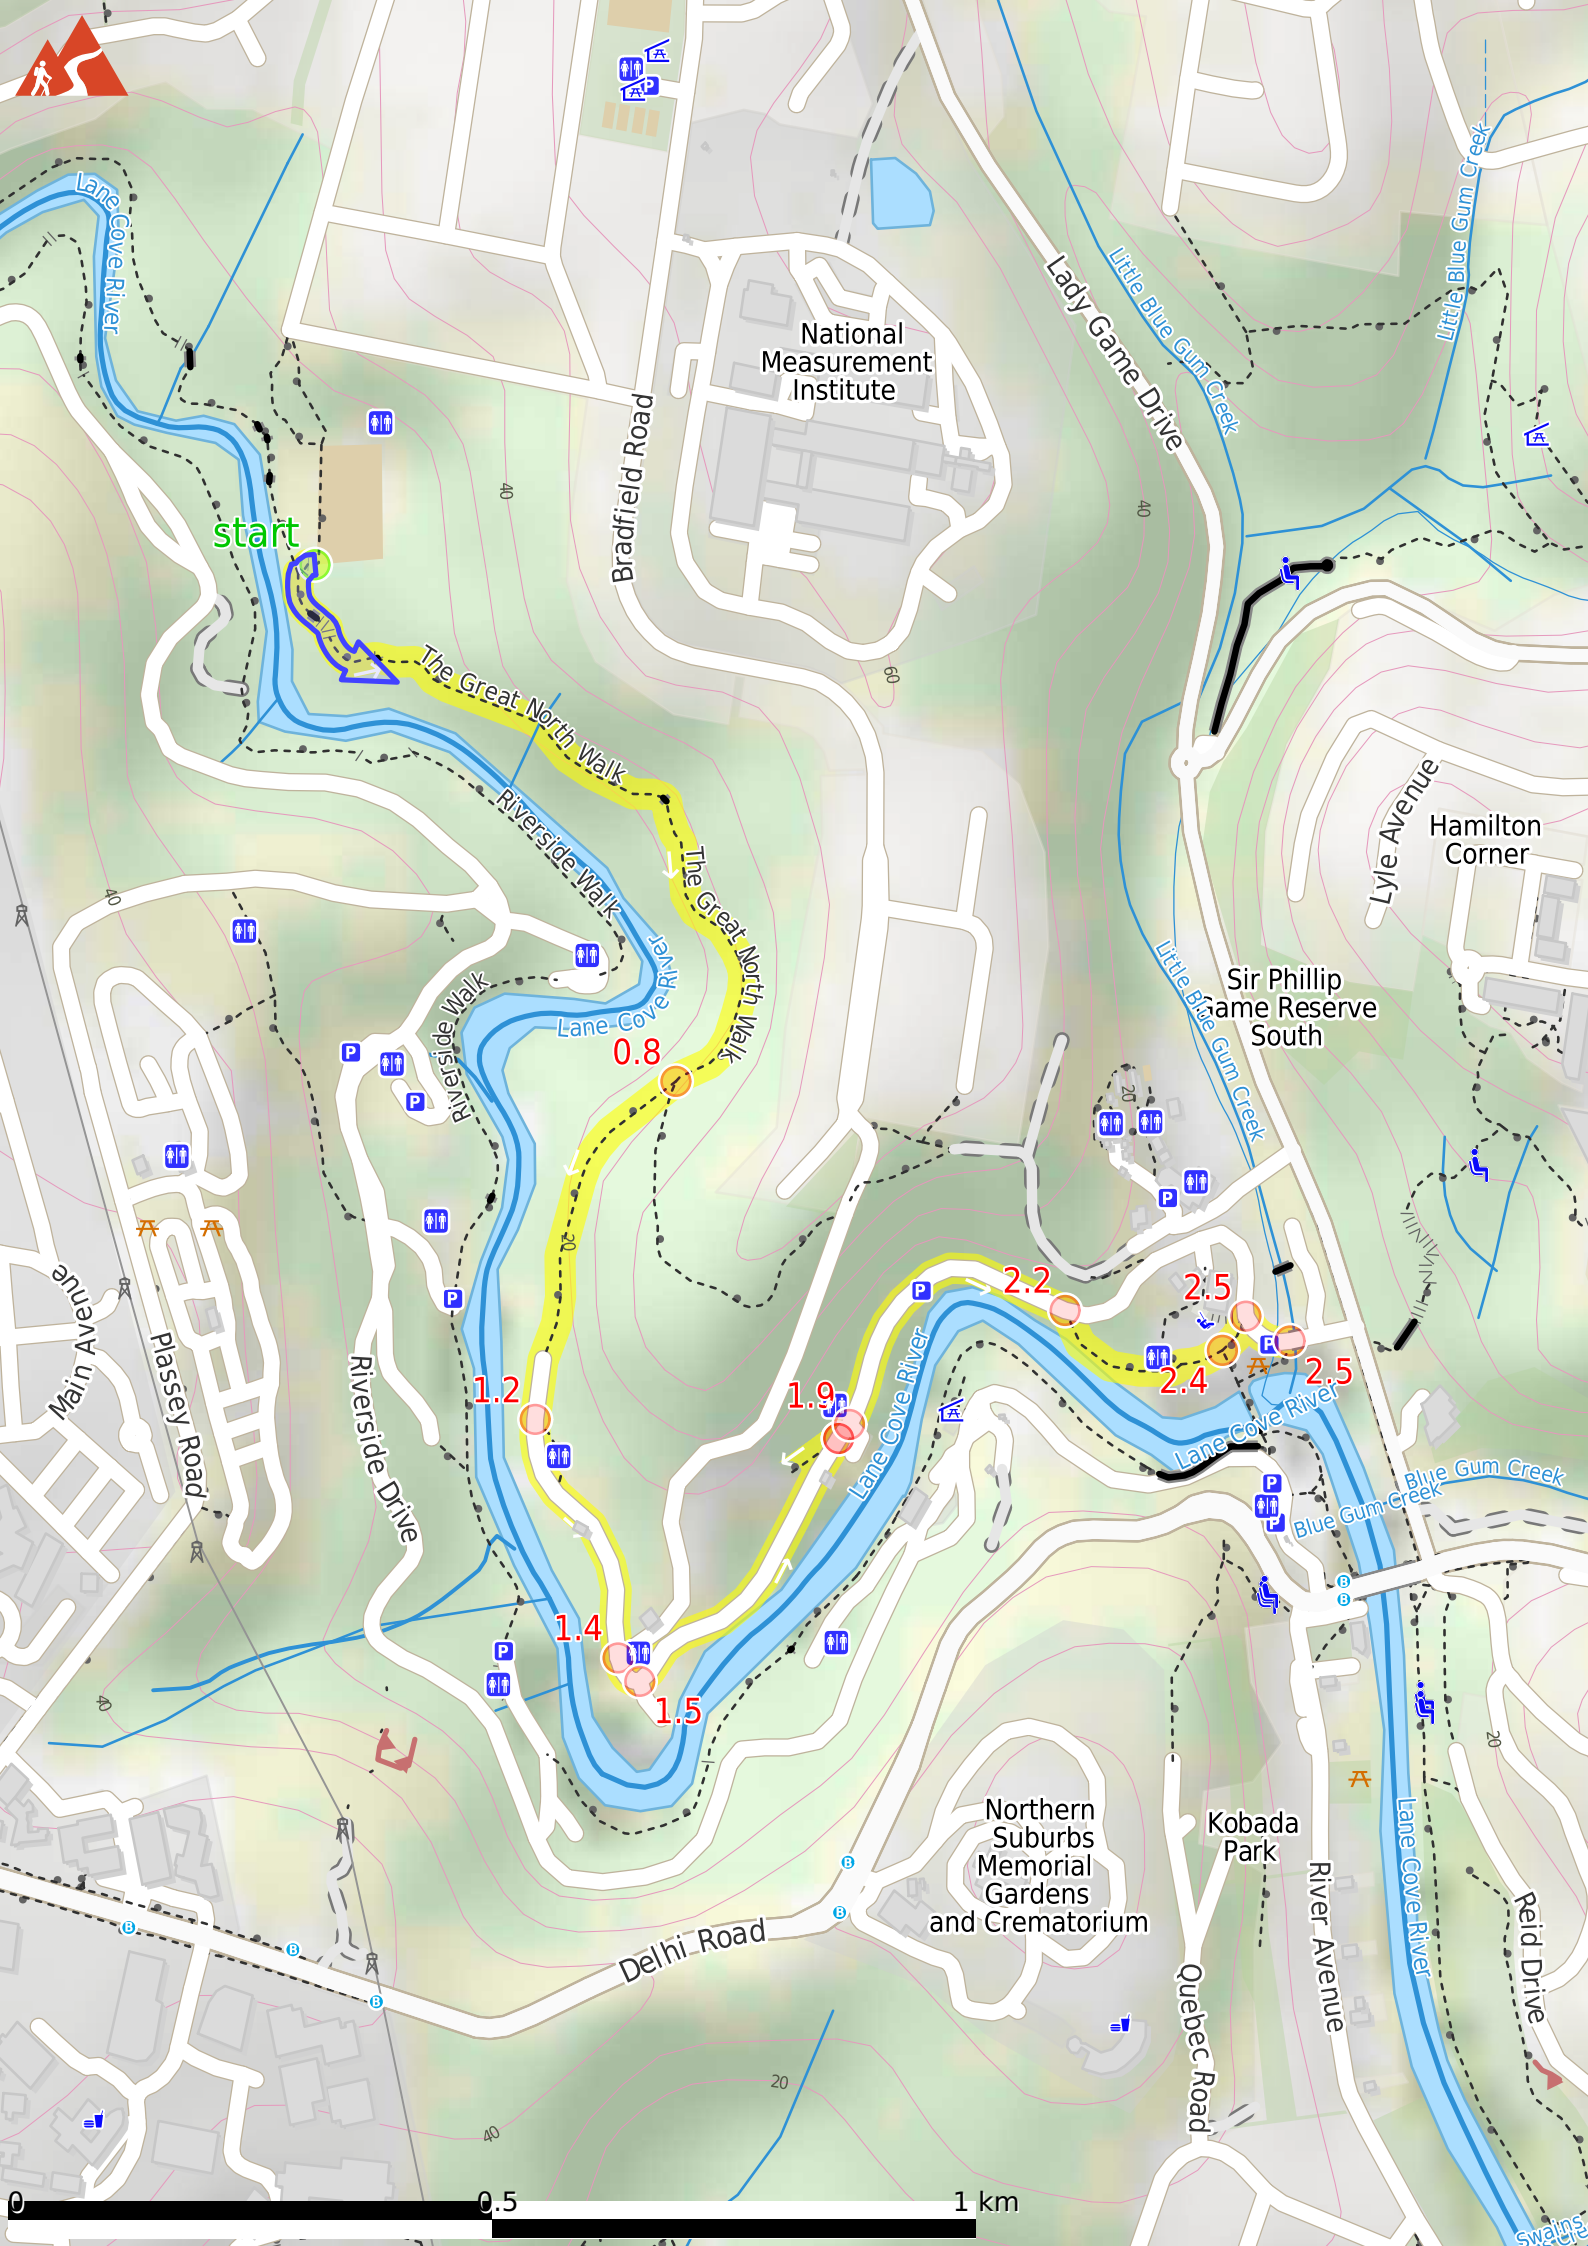 Lane Cove River
Little Blue Gum Creek
Lady Game Drive
Little Blue Gum Creek
National
Measurement
Institute
Bradfield Road
40
40
start
60
The Great North Walk
Riverside Walk
The Great North Walk
Lyle Avenue
Hamilton
Corner
40
Lane Cove River
Riverside Walk
Little Blue Gum Creek
Sir Phillip
Game Reserve
South
0.8
20
20
2.2
2.5
Main Avenue
Plassey Road
Riverside Drive
1.2
1.9
2.4
2.5
Lane Cove River
Lane Cove River
Blue Gum Creek
Blue Gum Creek
P
P
P
P
P
P
P
P
P
P
B
B
1.4
1.5
40
20
Northern
Suburbs
Memorial
Gardens
and Crematorium
Kobada
Park
River Avenue
Lane Cove River
Reid Drive
Delhi Road
B
B
B
B
B
Quebec Road
20
40
0
0.5
1 km
Swains